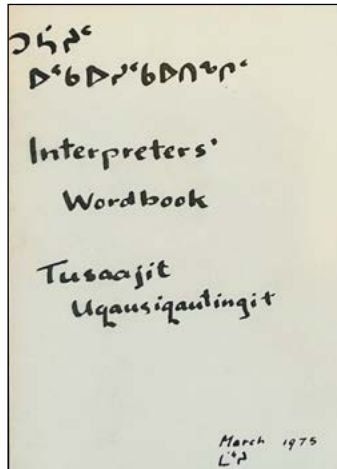 ᑐᓵᔨᑦ
ᐅᖃᐅᓯᖃᐅᑎᖏᑦ
Interpreters'
Wordbook
Tusaajit
Uqausiqautingit
March 1975